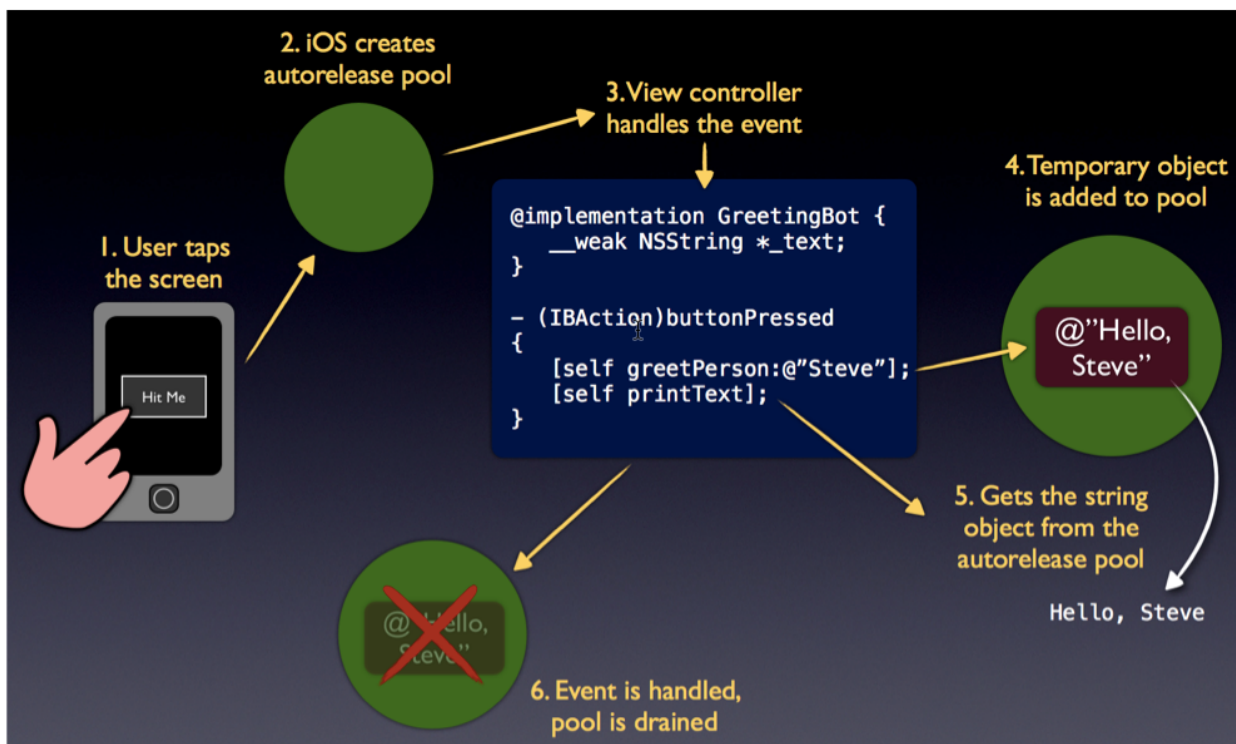 2. iOS creates
autorelease pool
3. View controller
handles the event
4. Temporary object
is added to pool
1. User taps
the screen
Hit Me
@implementation GreetingBot {
__weak NSString *_text;
}
– (IBAction)buttonPressed
{
[self greetPerson:@”Steve”];
[self printText];
}
@”Hello,
Steve”
5. Gets the string
object from the
autorelease pool
Hello, Steve
@”Hello,
Steve”
6. Event is handled,
pool is drained